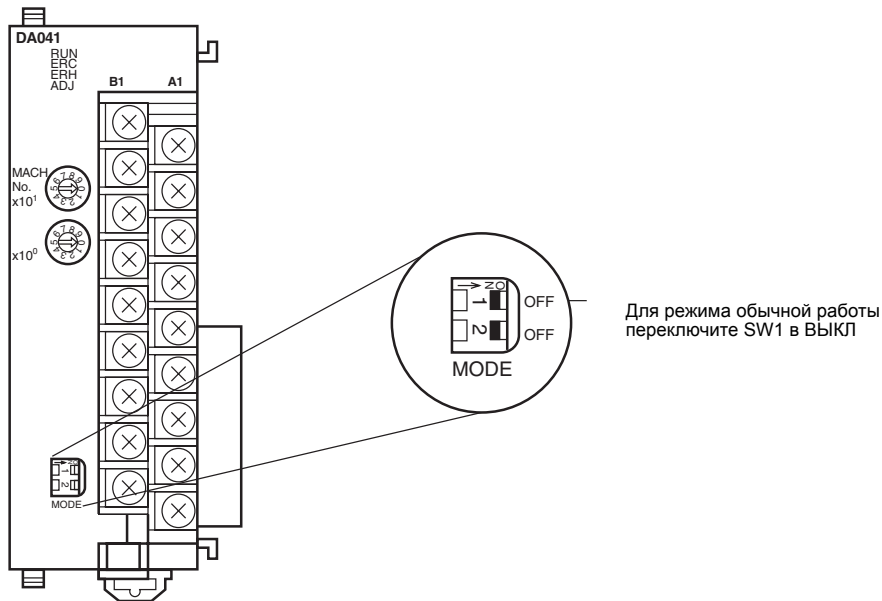 DA041
RUN
ERC
ERH
ADJ
B1 A1
MACH
No.
x10¹
x10⁰
MODE
ON
1 OFF
2 OFF
MODE
Для режима обычной работы
переключите SW1 в ВЫКЛ